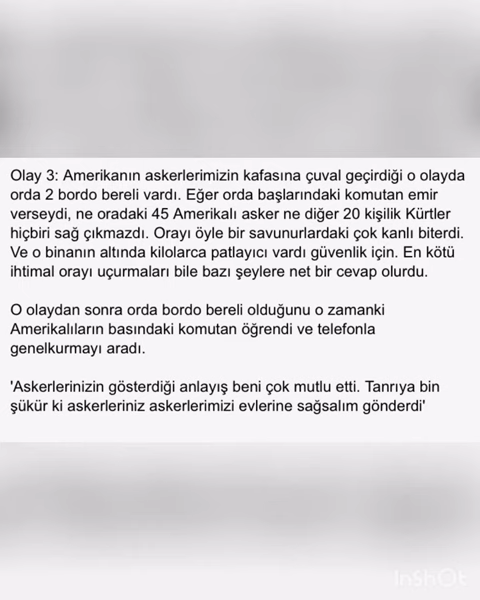 Olay 3: Amerikanın askerlerimizin kafasına çuval geçirdiği o olayda
orda 2 bordo bereli vardı. Eğer orda başlarındaki komutan emir
verseydi, ne oradaki 45 Amerikalı asker ne diğer 20 kişilik Kürtler
hiçbiri sağ çıkmazdı. Orayı öyle bir savunurlardaki çok kanlı biterdi.
Ve o binanın altında kilolarca patlayıcı vardı güvenlik için. En kötü
ihtimal orayı uçurmaları bile bazı şeylere net bir cevap olurdu.
O olaydan sonra orda bordo bereli olduğunu o zamanki
Amerikalıların basındaki komutan öğrendi ve telefonla
genelkurmayı aradı.
'Askerlerinizin gösterdiği anlayış beni çok mutlu etti. Tanrıya bin
şükür ki askerleriniz askerlerimizi evlerine sağsalım gönderdi'
InShOt